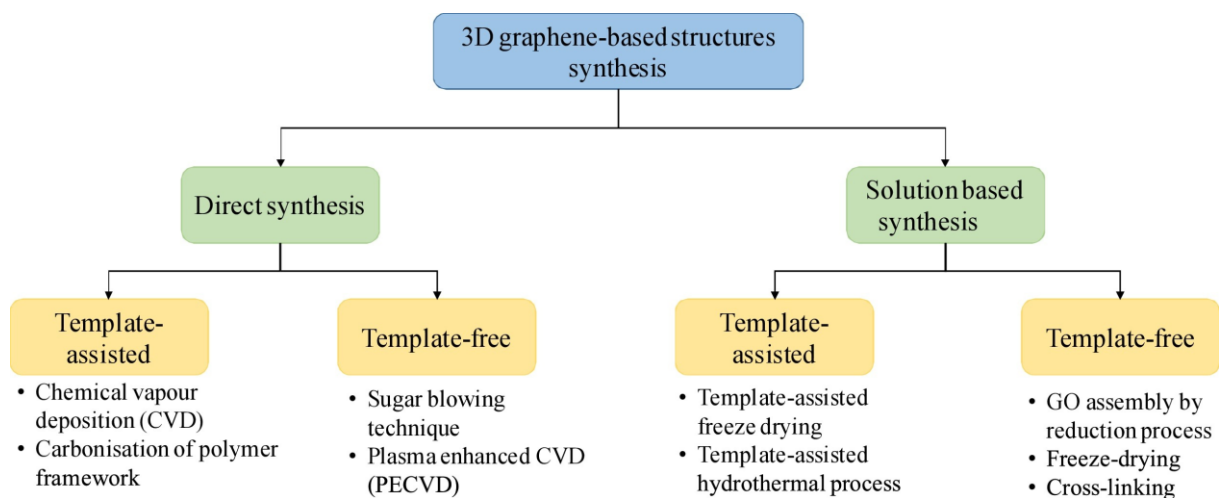 3D graphene-based structures
synthesis
Direct synthesis
Solution based
synthesis
Template-
assisted
• Chemical vapour
deposition (CVD)
• Carbonisation of polymer
framework
Template-free
• Sugar blowing
technique
• Plasma enhanced CVD
(PECVD)
Template-
assisted
• Template-assisted
freeze drying
• Template-assisted
hydrothermal process
Template-free
• GO assembly by
reduction process
• Freeze-drying
• Cross-linking